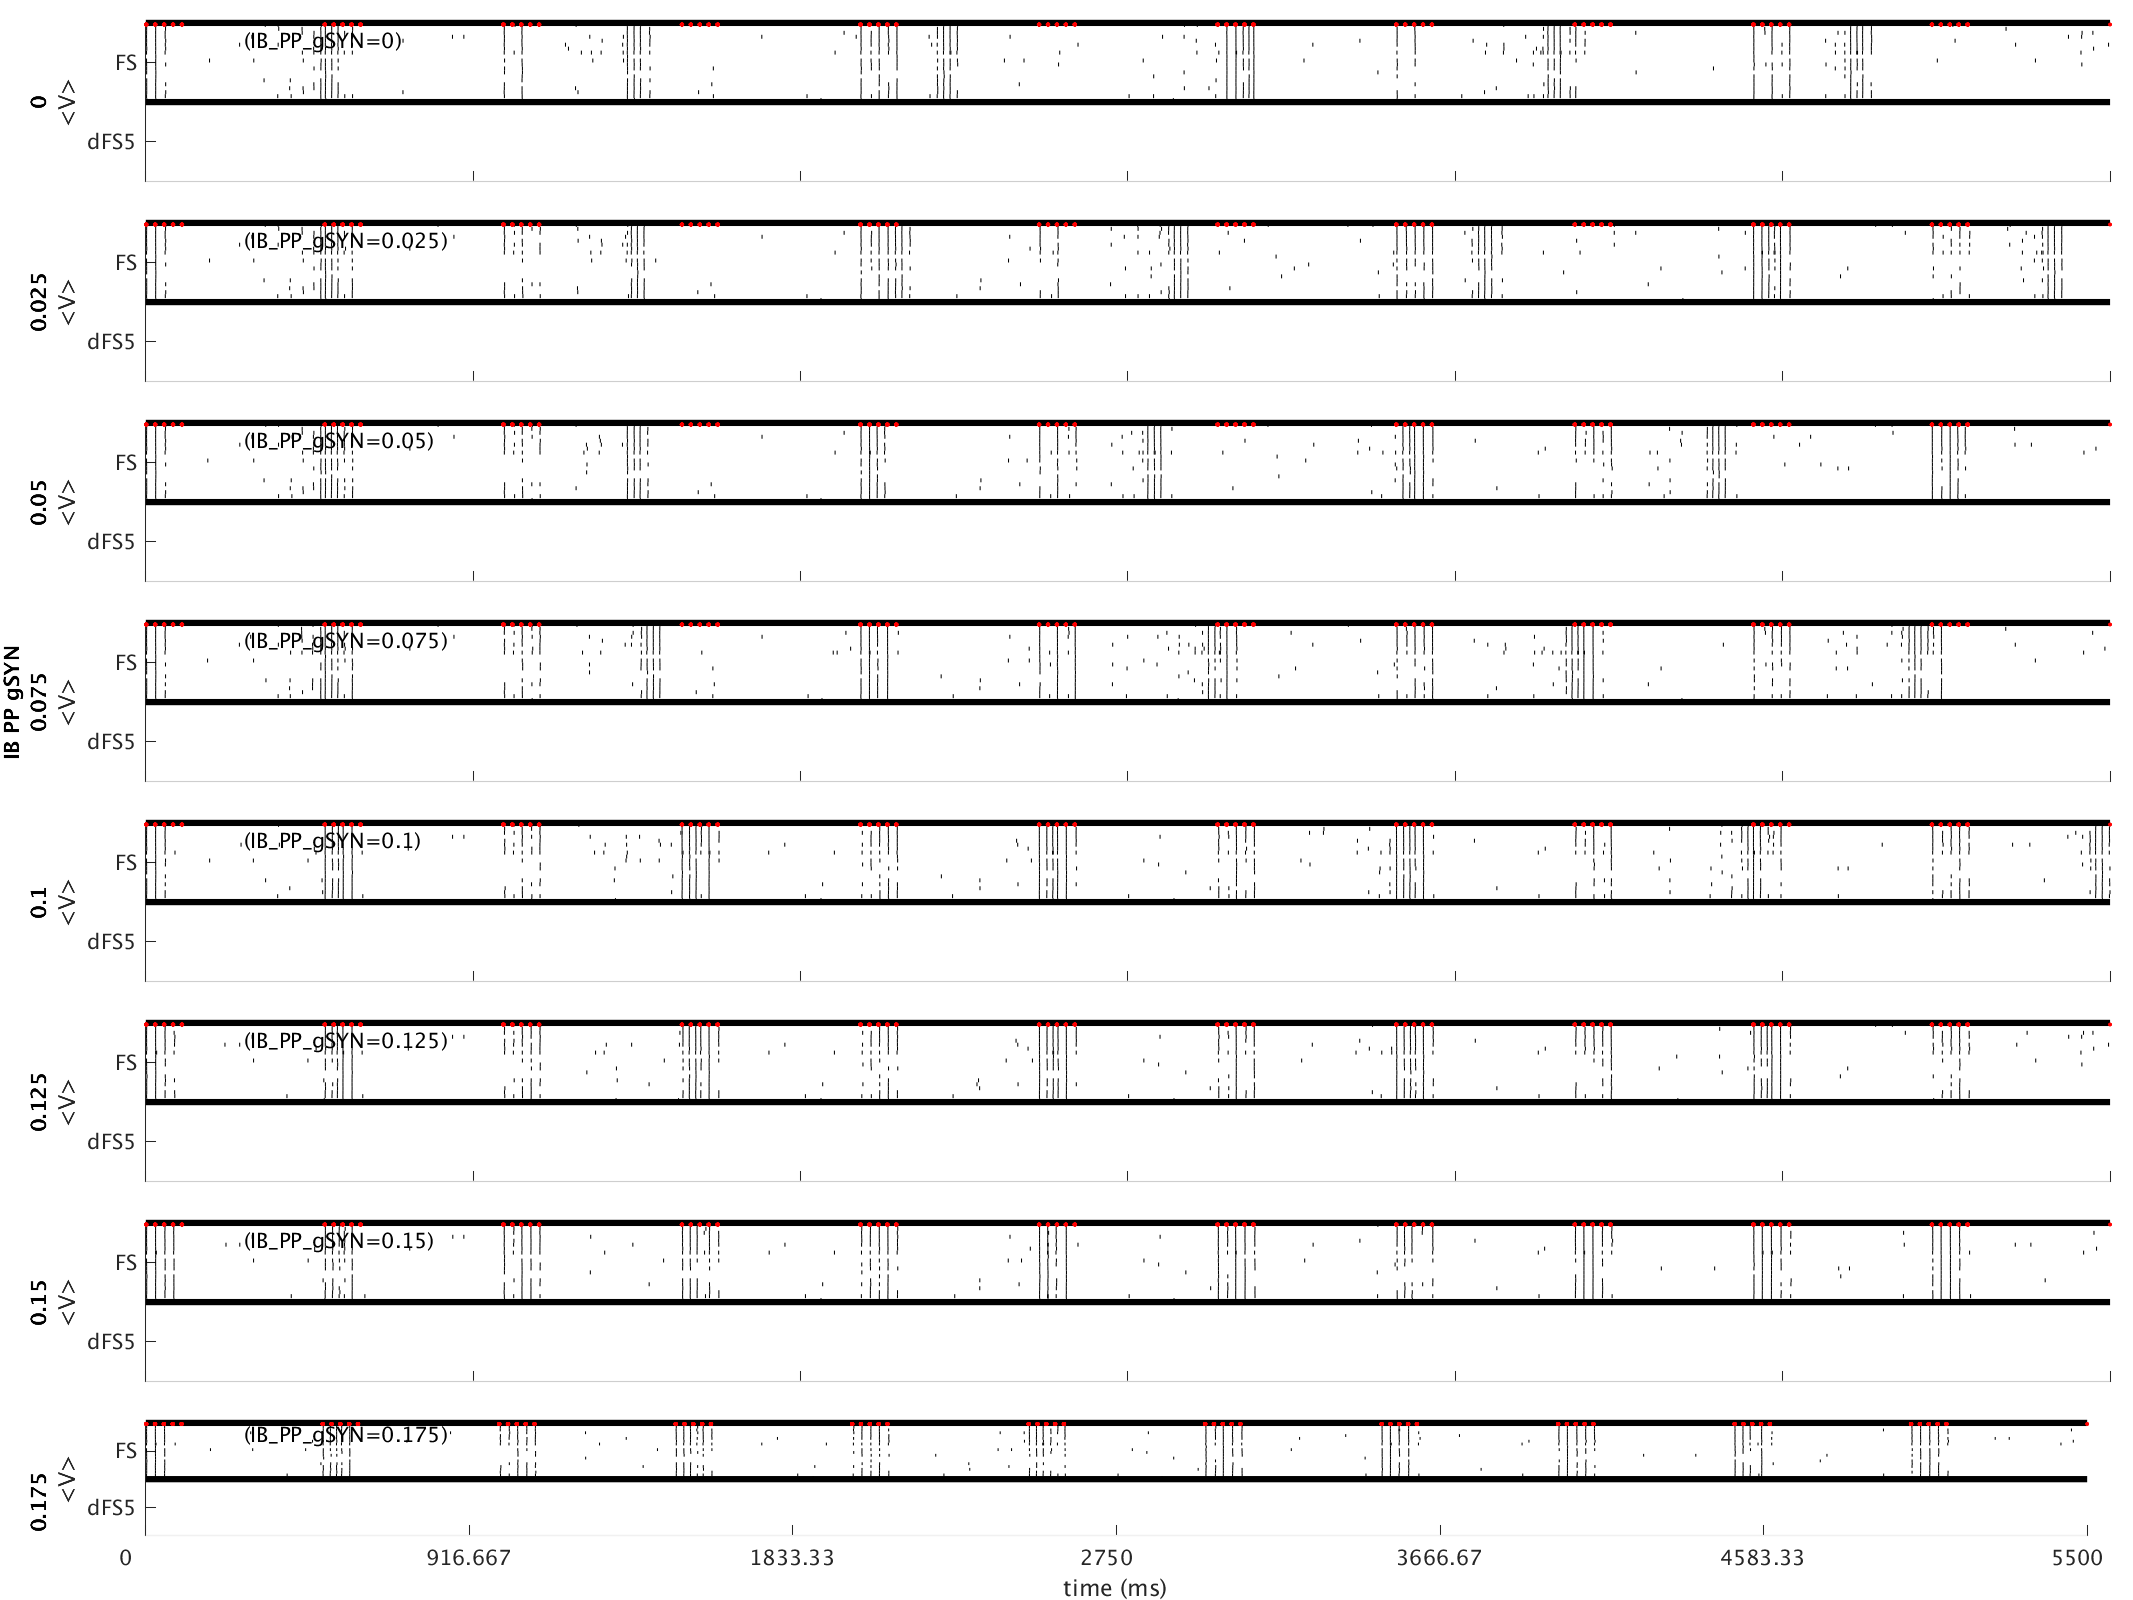 (IB_PP_gSYN=0)
FS
0
<V>
dFS5
(IB_PP_gSYN=0.025)
FS
0.025
<V>
dFS5
(IB_PP_gSYN=0.05)
FS
0.05
<V>
dFS5
IB PP gSYN
(IB_PP_gSYN=0.075)
FS
0.075
<V>
dFS5
(IB_PP_gSYN=0.1)
FS
0.1
<V>
dFS5
(IB_PP_gSYN=0.125)
FS
0.125
<V>
dFS5
(IB_PP_gSYN=0.15)
FS
0.15
<V>
dFS5
(IB_PP_gSYN=0.175)
FS
0.175
<V>
dFS5
0 916.667 1833.33 2750 3666.67 4583.33 5500
time (ms)